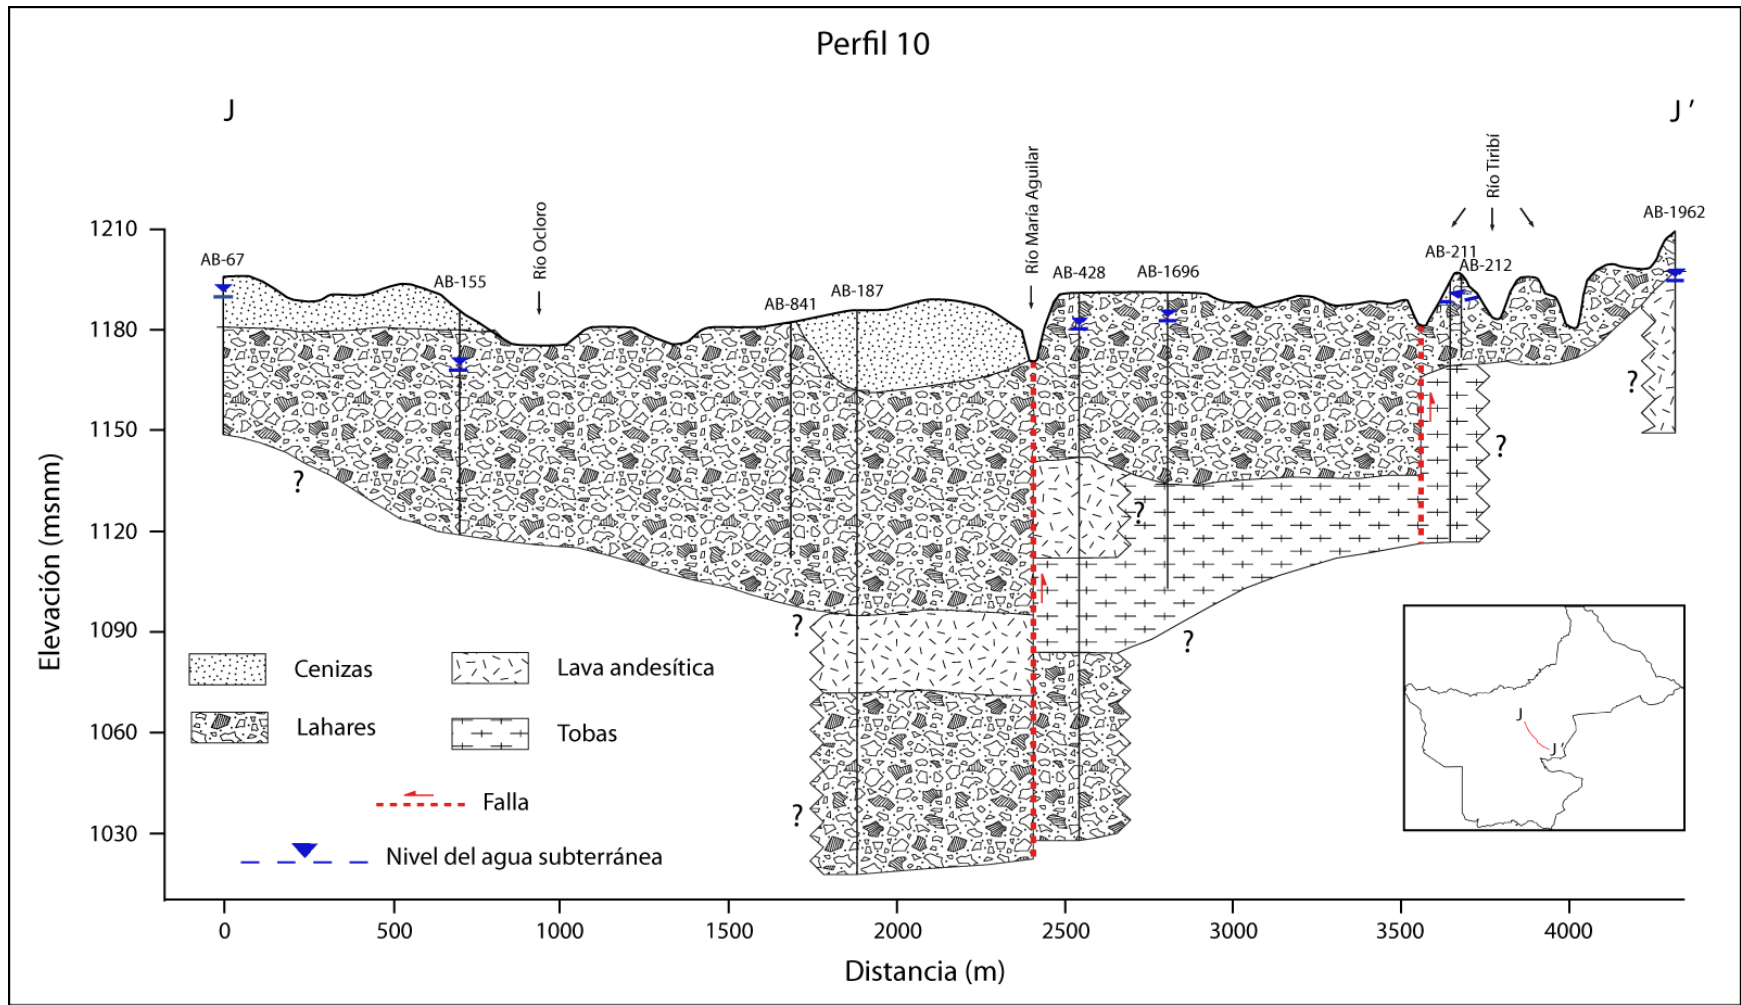 Perfil 10
J
J '
Río Tiribí
Río María Aguilar
Río Ocloro
AB-1962
AB-67
AB-155
AB-841
AB-187
AB-428
AB-1696
AB-211
AB-212
1210
1180
1150
1120
1090
1060
1030
Elevación (msnm)
?
?
?
?
?
?
?
Cenizas
Lava andesítica
Lahares
Tobas
Falla
Nivel del agua subterránea
J
J '
0
500
1000
1500
2000
2500
3000
3500
4000
Distancia (m)